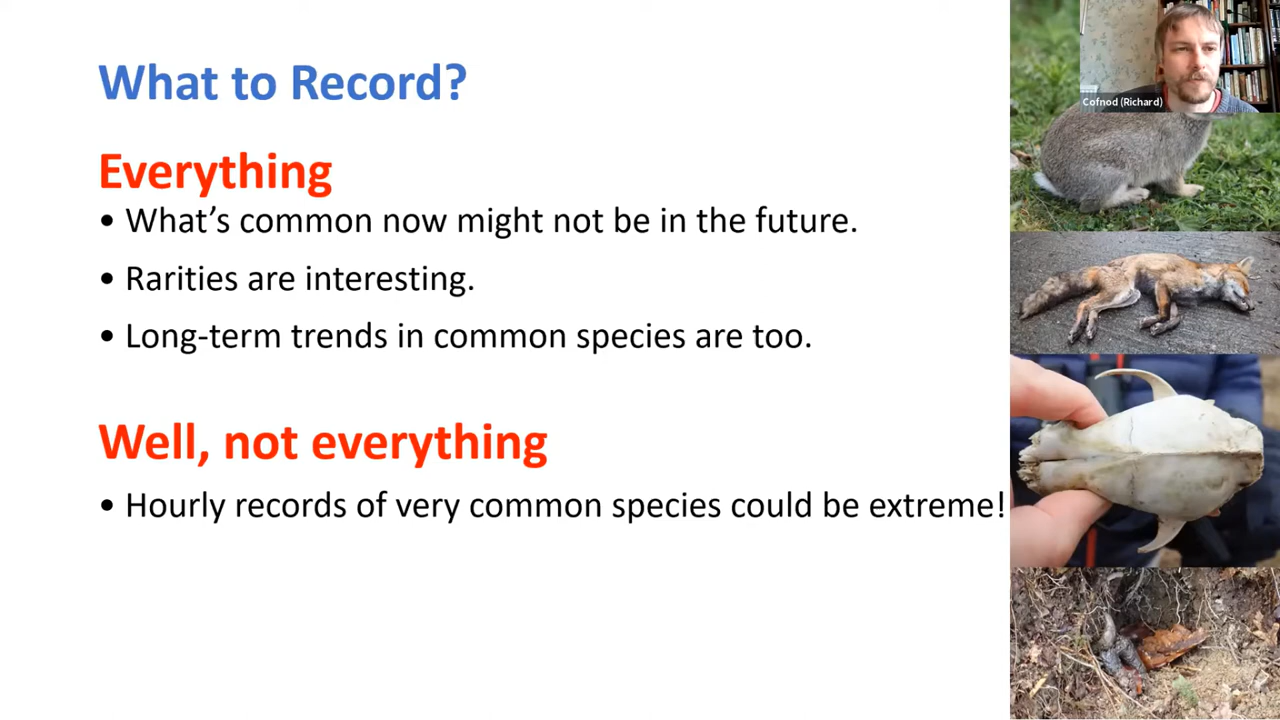 What to Record?
Cofnod (Richard)
Everything
• What's common now might not be in the future.
• Rarities are interesting.
• Long-term trends in common species are too.
Well, not everything
• Hourly records of very common species could be extreme!